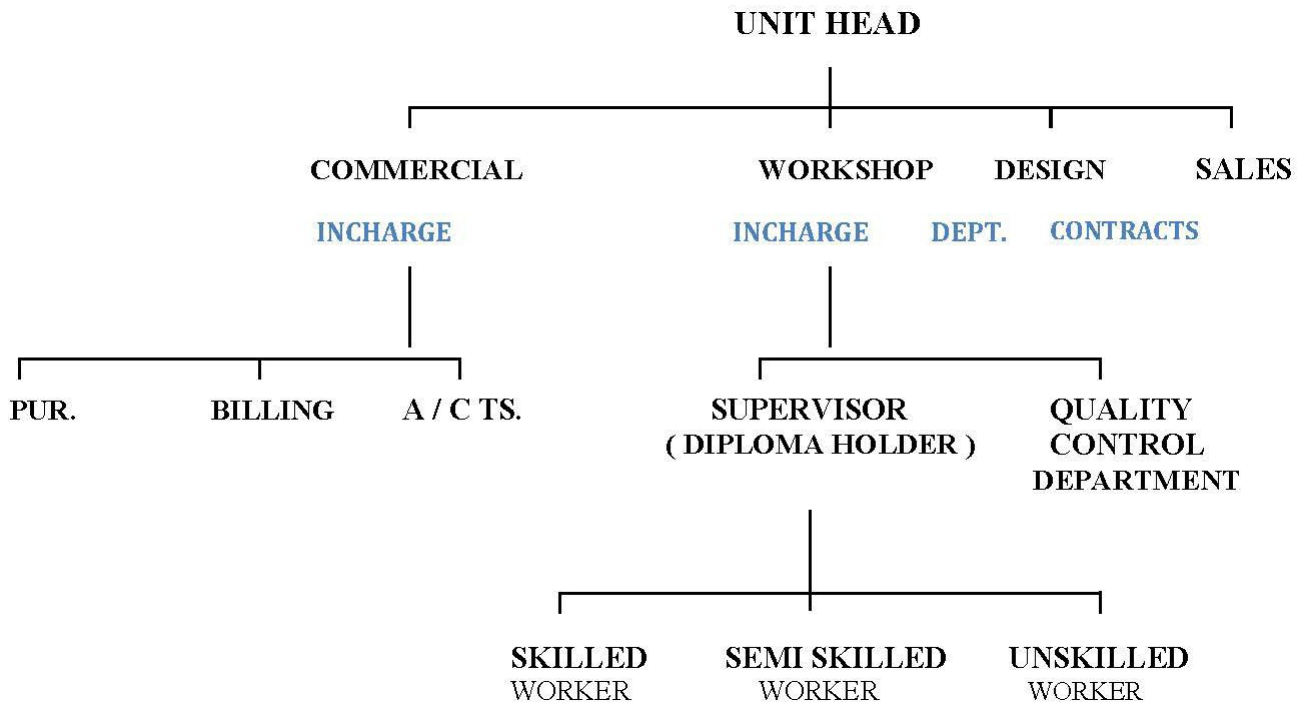 UNIT HEAD
COMMERCIAL WORKSHOP DESIGN SALES
INCHARGE INCHARGE DEPT. CONTRACTS
PUR. BILLING A / C TS. SUPERVISOR QUALITY
( DIPLOMA HOLDER ) CONTROL
DEPARTMENT
SKILLED SEMI SKILLED UNSKILLED
WORKER WORKER WORKER